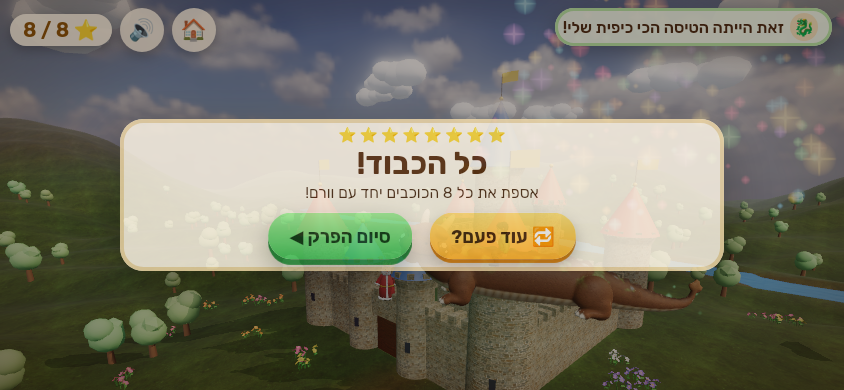 8 / 8
זאת הייתה הטיסה הכי כיפית שלי!
כל הכבוד!
אספת את כל 8 הכוכבים יחד עם וורם!
עוד פעם?
סיום הפרק ◀